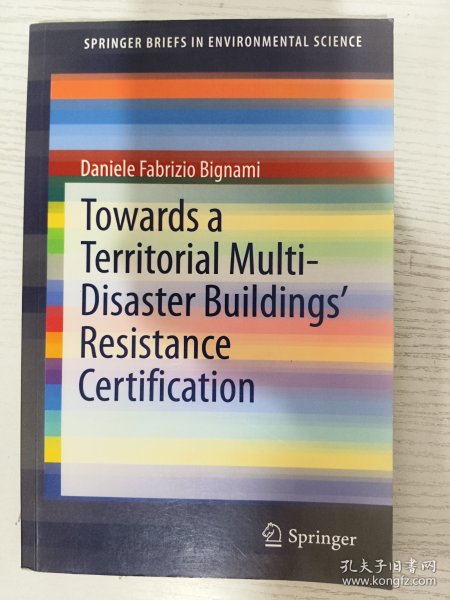 SPRINGER BRIEFS IN ENVIRONMENTAL SCIENCE
Daniele Fabrizio Bignami
Towards a
Territorial Multi-
Disaster Buildings’
Resistance
Certification
Springer
孔夫子旧书网
www.kongfz.com